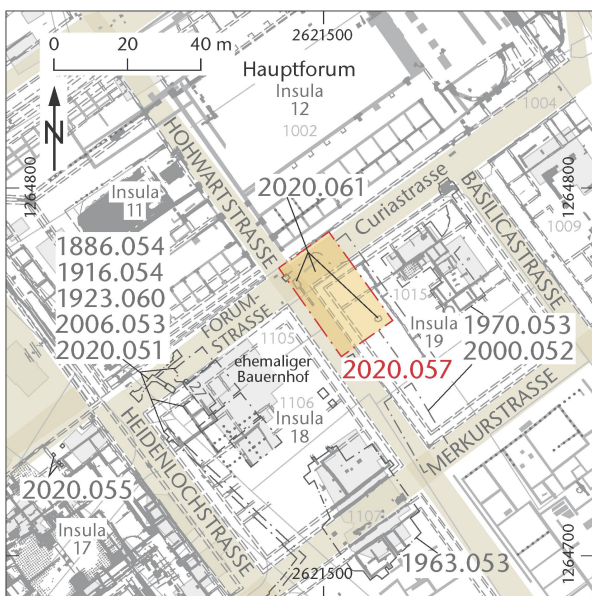 0 20 40 m
2621500
Hauptforum
Insula
12
1002
1004
N
HOHWARTSTRASSE
1264800
1264800
2020.061
Curiastrasse
BASILICASTRASSE
Insula
11
1009
1886.054
1916.054
1923.060
2006.053
2020.051
FORUM-
STRASSE
1015
Insula
19
1970.053
2000.052
1105
ehemaliger
Bauernhof
2020.057
1106
Insula
18
MERKURSTRASSE
HEIDENLOCHSTRASSE
2020.055
Insula
17
1107
1963.053
2621500
1264700